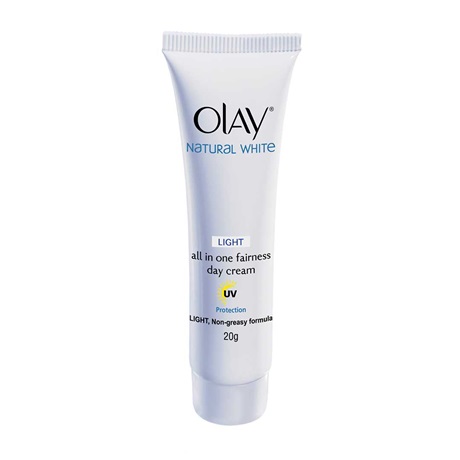 OLAY®
NATURAL WHITE
LIGHT
all in one fairness
day cream
UV
Protection
LIGHT, Non-greasy formula
20g